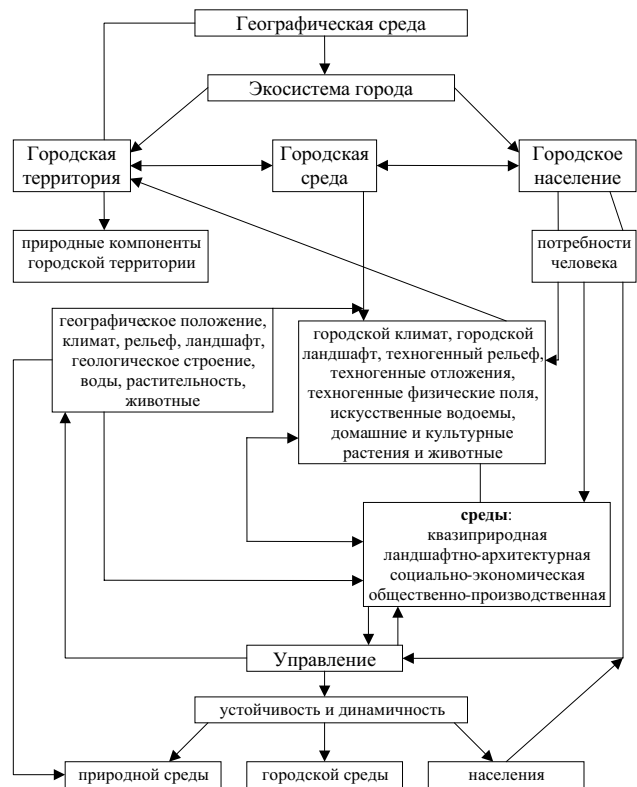 Географическая среда
Экосистема города
Городская
территория
Городская
среда
Городское
население
природные компоненты
городской территории
потребности
человека
географическое положение,
климат, рельеф, ландшафт,
геологическое строение,
воды, растительность,
животные
городской климат, городской
ландшафт, техногенный рельеф,
техногенные отложения,
техногенные физические поля,
искусственные водоемы,
домашние и культурные
растения и животные
среды:
квазиприродная
ландшафтно-архитектурная
социально-экономическая
общественно-производственная
Управление
устойчивость и динамичность
природной среды
городской среды
населения